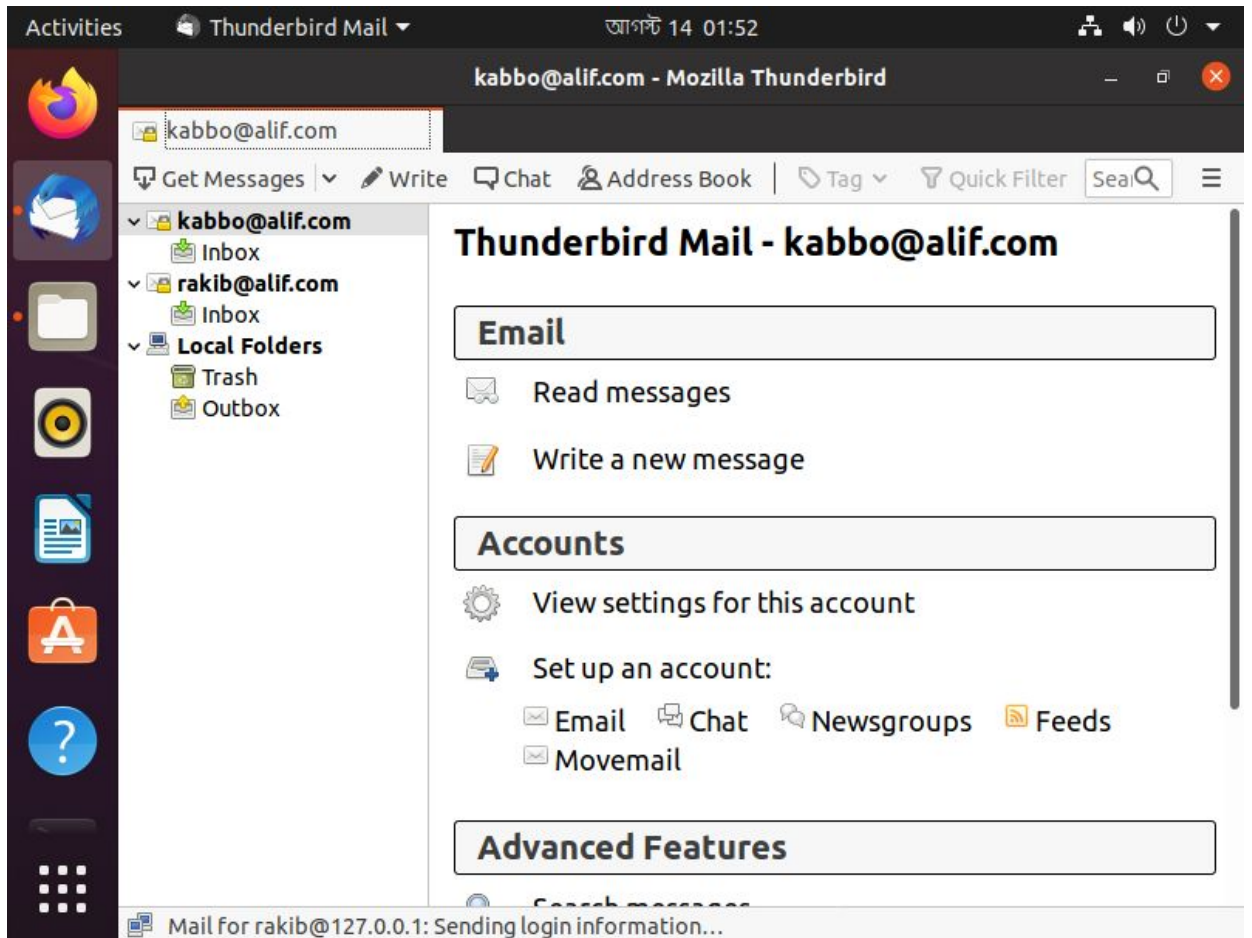 Activities Thunderbird Mail আগস্ট 14 01:52
kabbo@alif.com - Mozilla Thunderbird
kabbo@alif.com
Get Messages Write Chat Address Book Tag Quick Filter Sear
kabbo@alif.com
Inbox
rakib@alif.com
Inbox
Local Folders
Trash
Outbox
Thunderbird Mail - kabbo@alif.com
Email
Read messages
Write a new message
Accounts
View settings for this account
Set up an account:
Email Chat Newsgroups Feeds
Movemail
Advanced Features
Search messages
Mail for rakib@127.0.0.1: Sending login information…